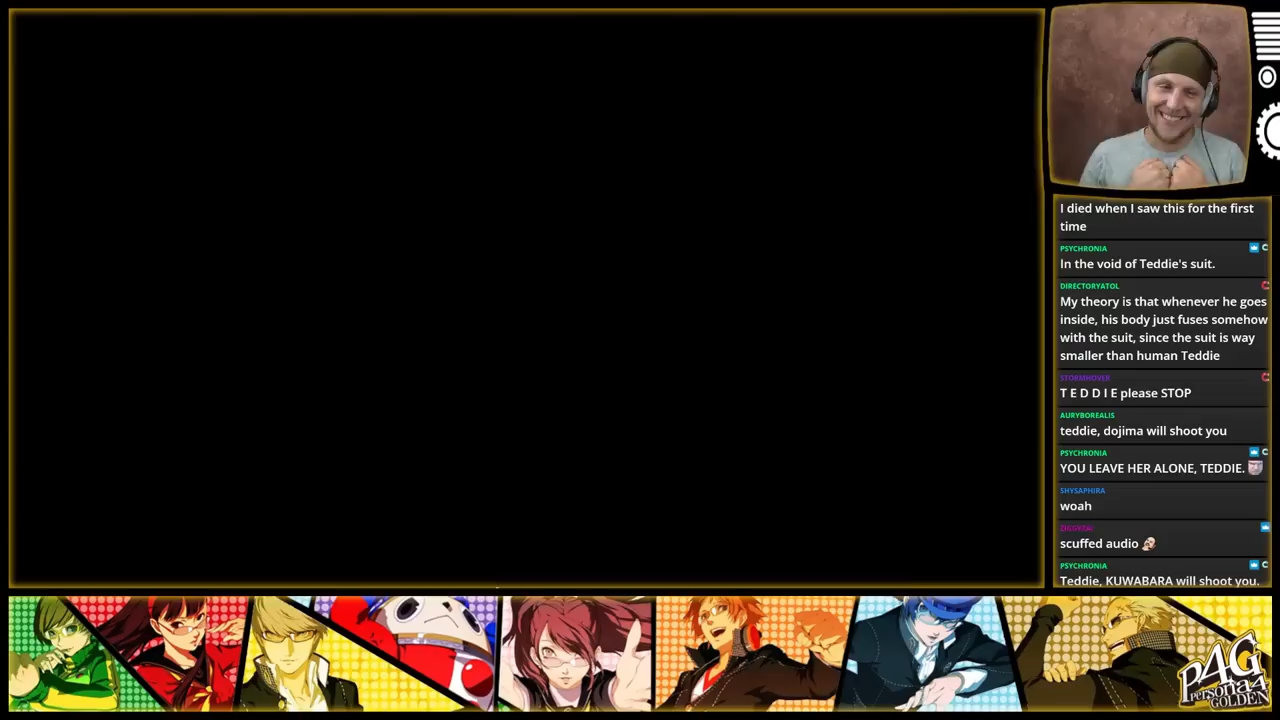 I died when I saw this for the first
time
PSYCHRONIA
In the void of Teddie's suit.
DIRECTORYATOL
My theory is that whenever he goes
inside, his body just fuses somehow
with the suit, since the suit is way
smaller than human Teddie
STORMHOVER
T E D D I E please STOP
AURYBOREALIS
teddie, dojima will shoot you
PSYCHRONIA
YOU LEAVE HER ALONE, TEDDIE.
SHYSAPHIRA
woah
scuffed audio
PSYCHRONIA
Teddie, KUWABARA will shoot you.
P4G
Persona4
GOLDEN